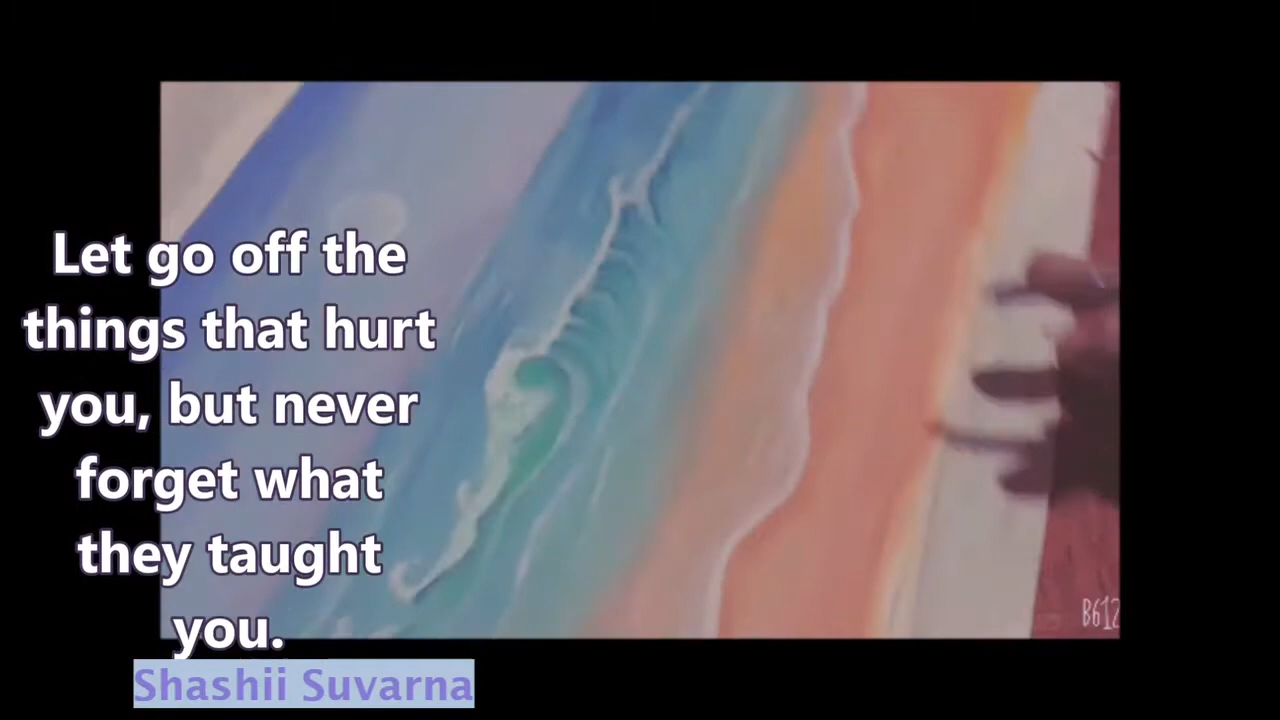 Let go off the
things that hurt
you, but never
forget what
they taught
you.
Shashii Suvarna
B612